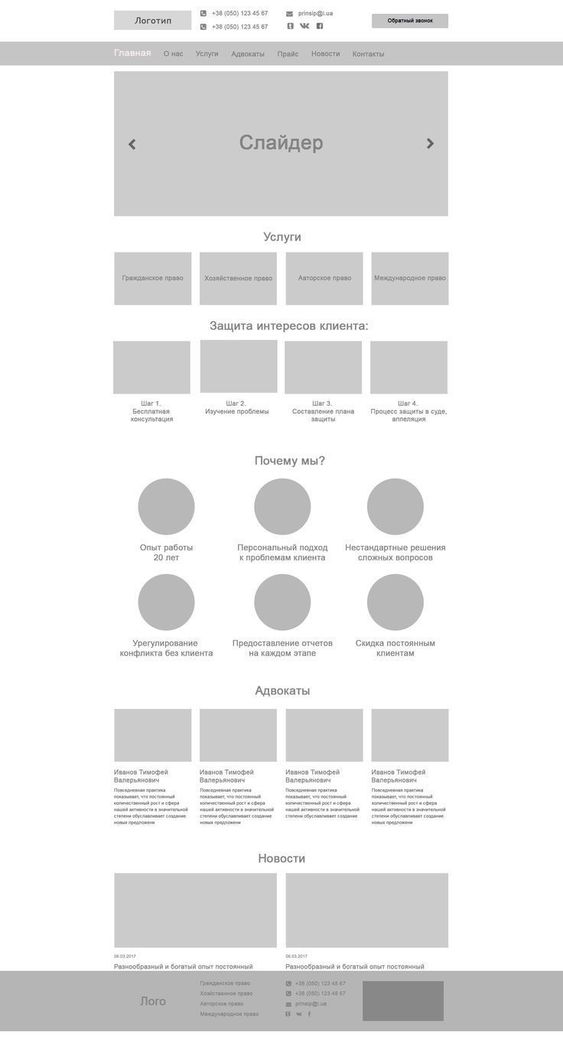 Логотип
+38 (050) 123 45 67
+38 (050) 123 45 67
prinsip@i.ua
Обратный звонок
Главная
О нас
Услуги
Адвокаты
Прайс
Новости
Контакты
Слайдер
Услуги
Гражданское право
Хозяйственное право
Авторское право
Международное право
Защита интересов клиента:
Шаг 1.
Бесплатная
консультация
Шаг 2.
Изучение проблемы
Шаг 3.
Составление плана
защиты
Шаг 4.
Процесс защиты в суде,
аппеляция
Почему мы?
Опыт работы
20 лет
Персональный подход
к проблемам клиента
Нестандартные решения
сложных вопросов
Урегулирование
конфликта без клиента
Предоставление отчетов
на каждом этапе
Скидка постоянным
клиентам
Адвокаты
Иванов Тимофей
Валерьянович
Повседневная практика
показывает, что постоянный
количественный рост и сфера
нашей активности в значительной
степени обуславливает создание
новых предложени
Иванов Тимофей
Валерьянович
Повседневная практика
показывает, что постоянный
количественный рост и сфера
нашей активности в значительной
степени обуславливает создание
новых предложени
Иванов Тимофей
Валерьянович
Повседневная практика
показывает, что постоянный
количественный рост и сфера
нашей активности в значительной
степени обуславливает создание
новых предложени
Иванов Тимофей
Валерьянович
Повседневная практика
показывает, что постоянный
количественный рост и сфера
нашей активности в значительной
степени обуславливает создание
новых предложени
Новости
06.03.2017
Разнообразный и богатый опыт постоянный
06.03.2017
Разнообразный и богатый опыт постоянный
Лого
Гражданское право
Хозяйственное право
Авторское право
Международное право
+38 (050) 123 45 67
+38 (050) 123 45 67
prinsip@i.ua